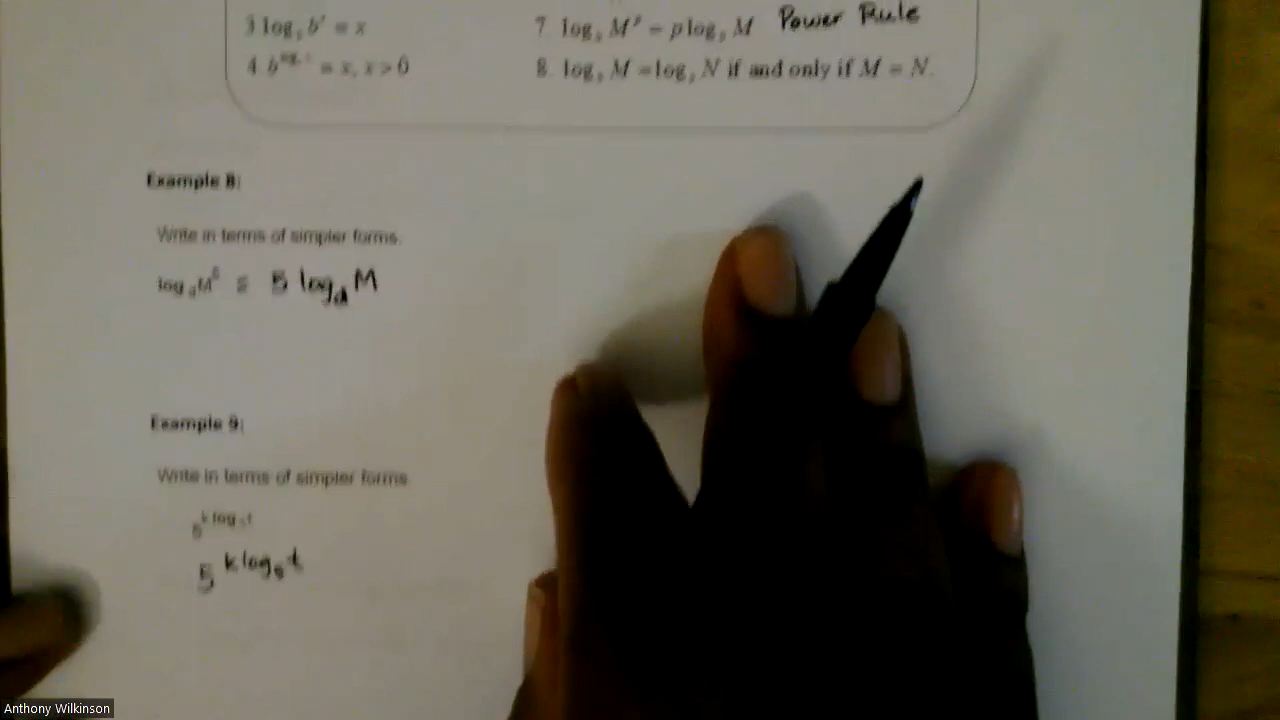 3 log_b b^x = x
7. log_b M^p = p log_b M Power Rule
4. b^{log_b x} = x, x > 0
8. log_b M = log_b N if and only if M = N.
Example 8:
Write in terms of simpler forms.
log_a M^5 = 5 log_a M
Example 9:
Write in terms of simpler forms
5^{k log_5 t}
5^{k log_5 t}
Anthony Wilkinson